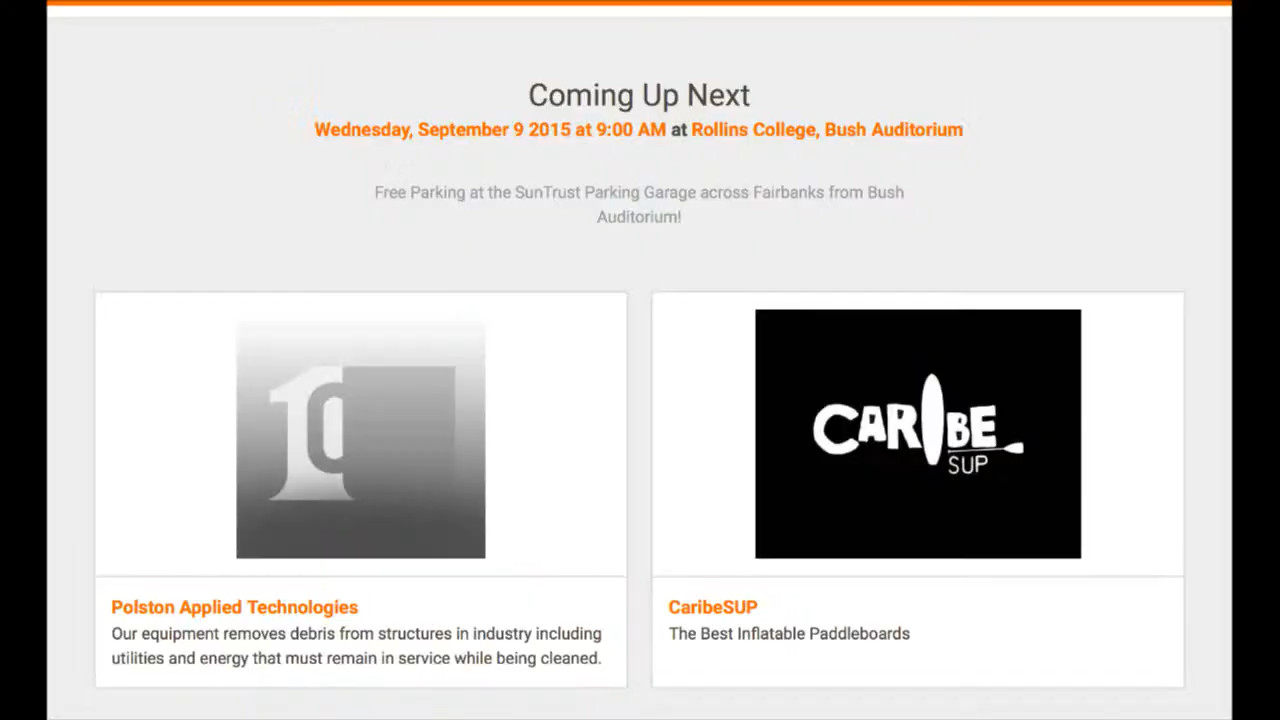 Coming Up Next
Wednesday, September 9 2015 at 9:00 AM at Rollins College, Bush Auditorium
Free Parking at the SunTrust Parking Garage across Fairbanks from Bush
Auditorium!
10
CARIBE
SUP
Polston Applied Technologies
Our equipment removes debris from structures in industry including
utilities and energy that must remain in service while being cleaned.
CaribeSUP
The Best Inflatable Paddleboards